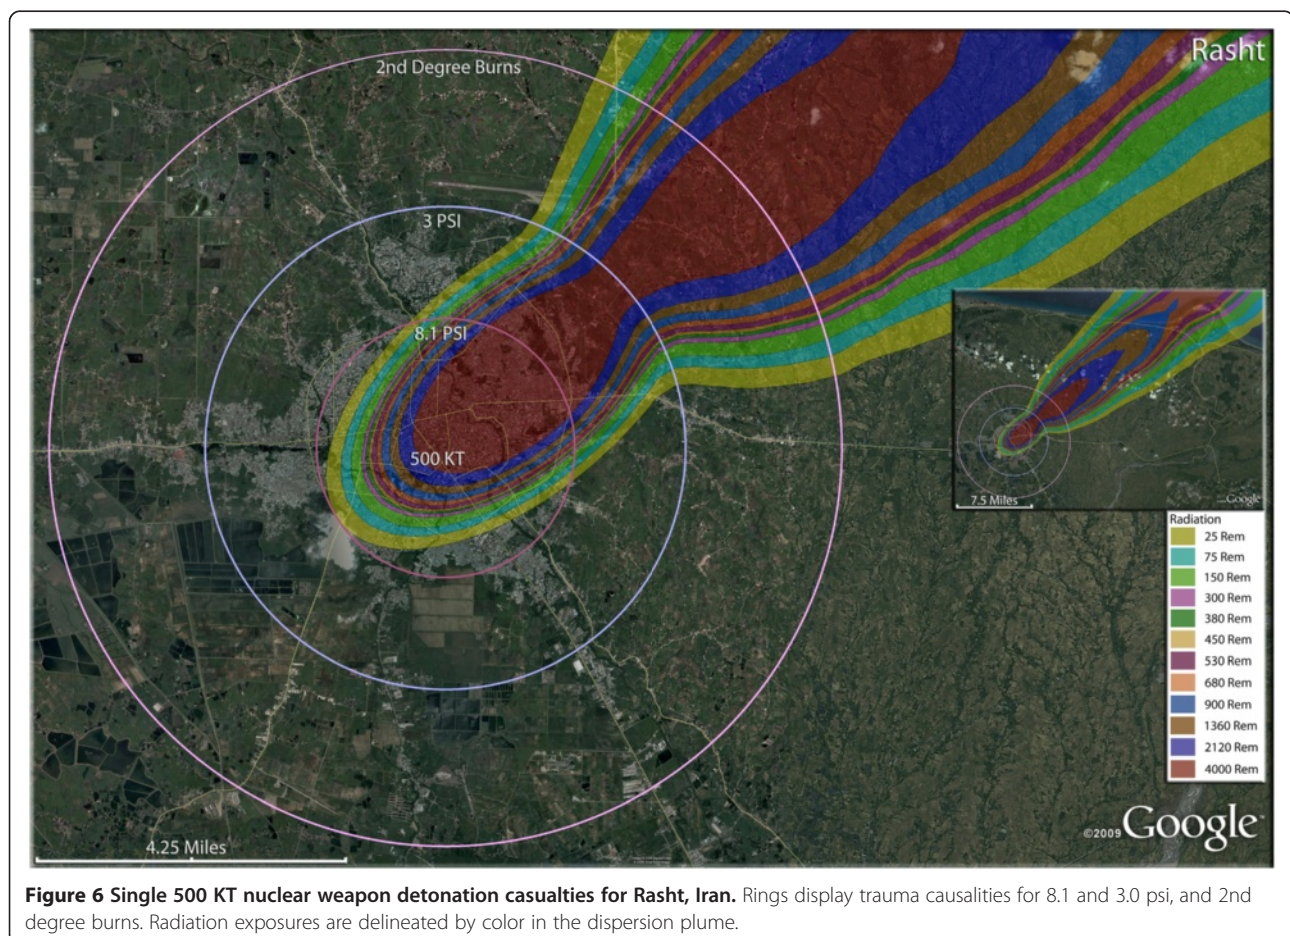 Rasht
2nd Degree Burns
3 PSI
8.1 PSI
500 KT
7.5 Miles
Google
Radiation
25 Rem
75 Rem
150 Rem
300 Rem
380 Rem
450 Rem
530 Rem
680 Rem
900 Rem
1360 Rem
2120 Rem
4000 Rem
©2009 Google
4.25 Miles
Figure 6 Single 500 KT nuclear weapon detonation casualties for Rasht, Iran. Rings display trauma causalities for 8.1 and 3.0 psi, and 2nd
degree burns. Radiation exposures are delineated by color in the dispersion plume.